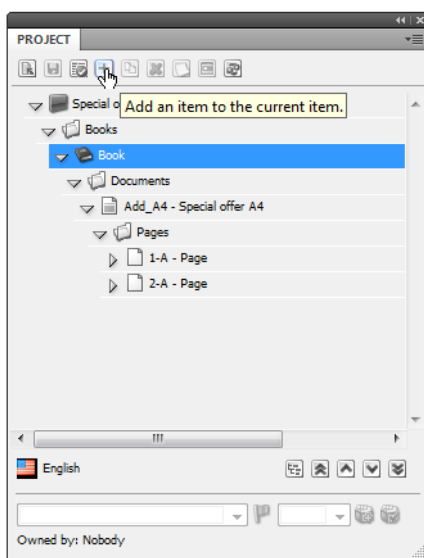 PROJECT
Special o
Add an item to the current item.
Books
Book
Documents
Add_A4 - Special offer A4
Pages
1-A - Page
2-A - Page
English
Owned by: Nobody